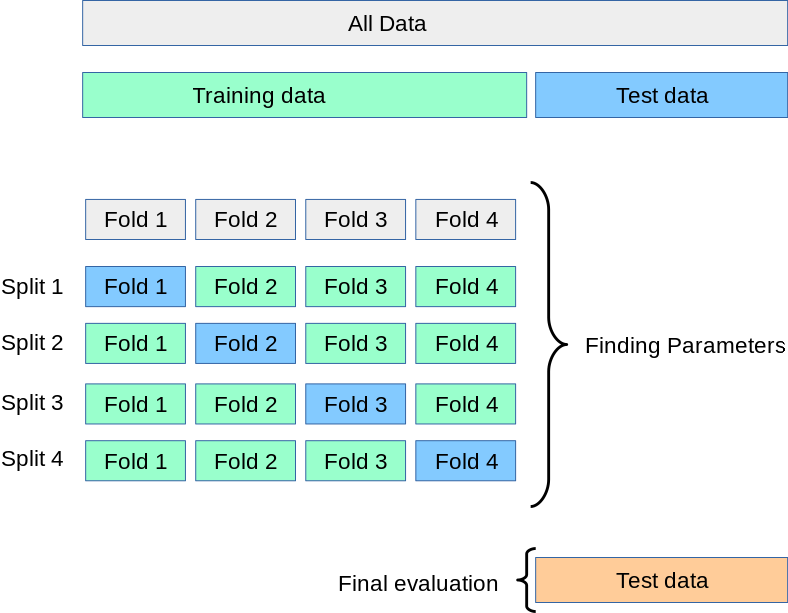 All Data
Training data Test data
Fold 1 Fold 2 Fold 3 Fold 4
Split 1 Fold 1 Fold 2 Fold 3 Fold 4
Split 2 Fold 1 Fold 2 Fold 3 Fold 4
Finding Parameters
Split 3 Fold 1 Fold 2 Fold 3 Fold 4
Split 4 Fold 1 Fold 2 Fold 3 Fold 4
Final evaluation Test data